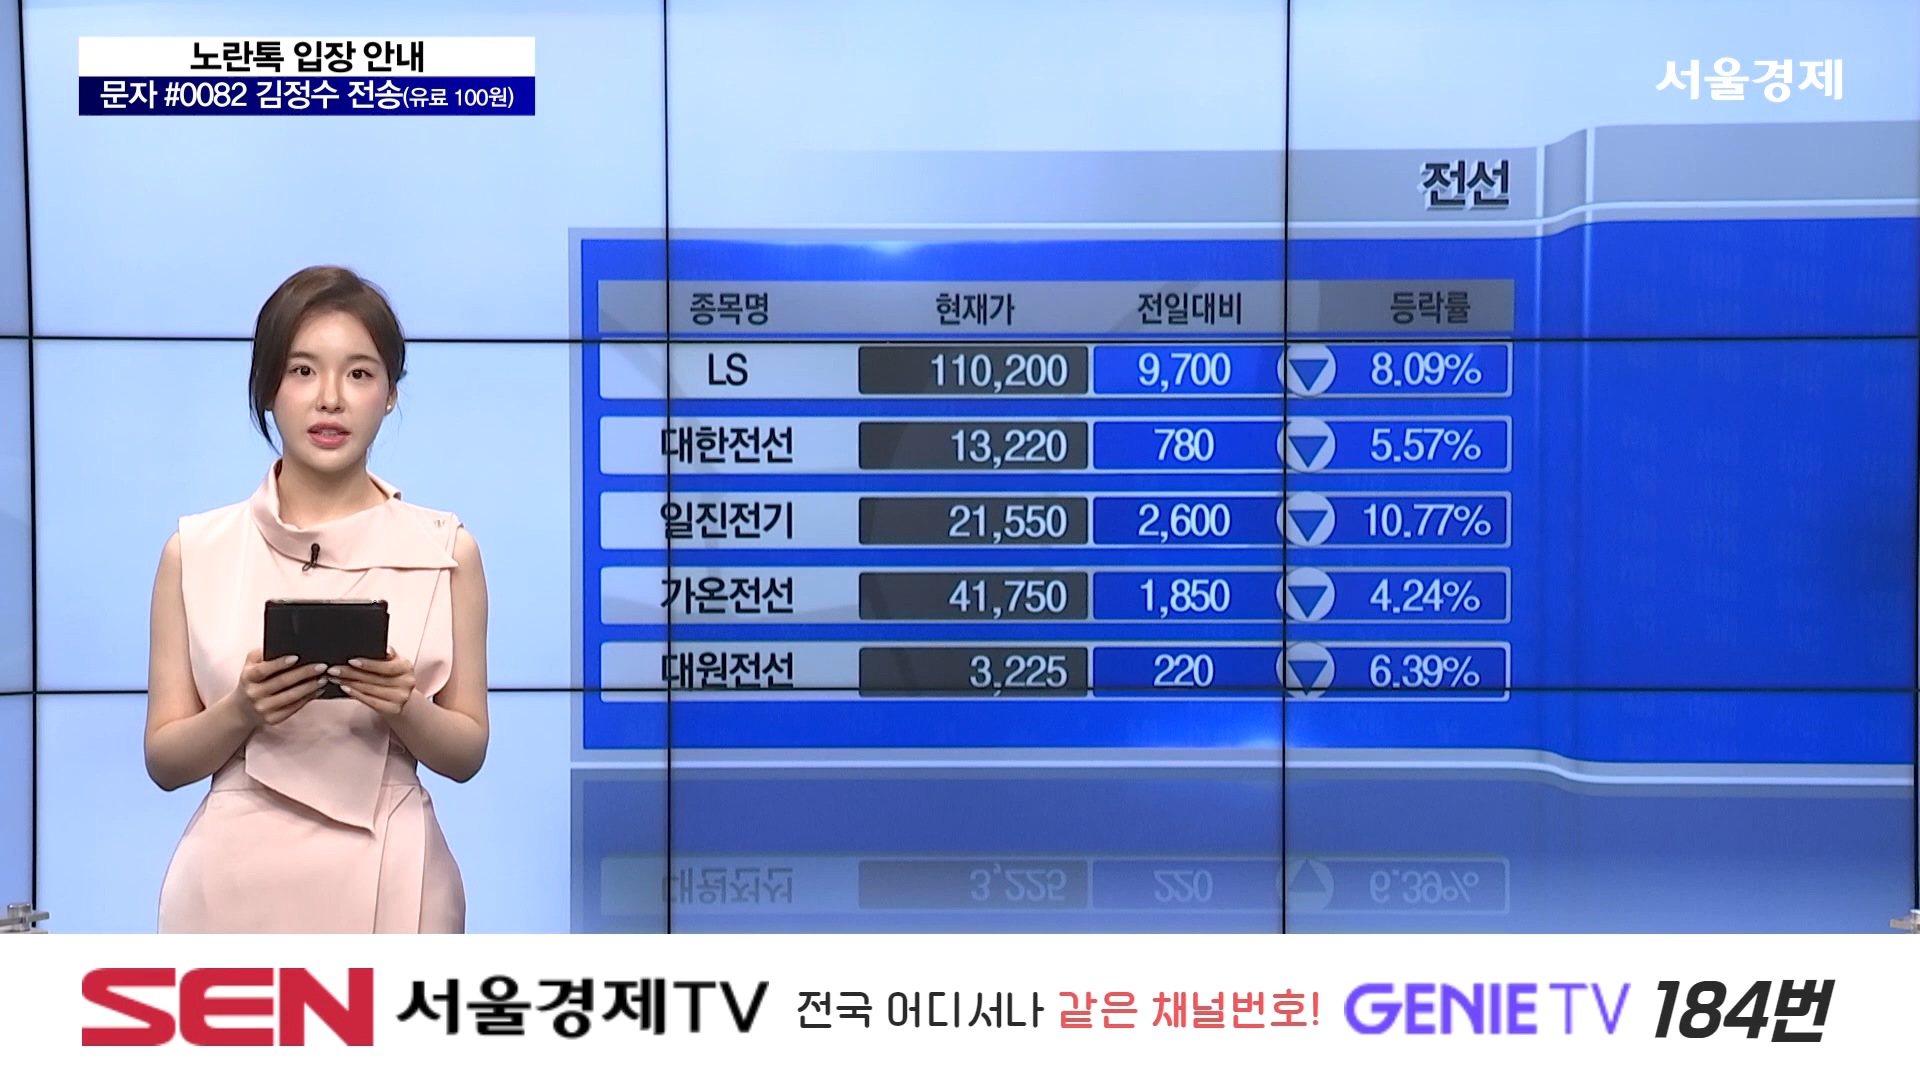 노란톡 입장 안내
문자 #0082 김정수 전송(유료 100원)
서울경제
전선
종목명 현재가 전일대비 등락률
LS 110,200 9,700 ▼ 8.09%
대한전선 13,220 780 ▼ 5.57%
일진전기 21,550 2,600 ▼ 10.77%
가온전선 41,750 1,850 ▼ 4.24%
대원전선 3,225 220 ▼ 6.39%
SEN 서울경제TV 전국 어디서나 같은 채널번호! GENIE TV 184번